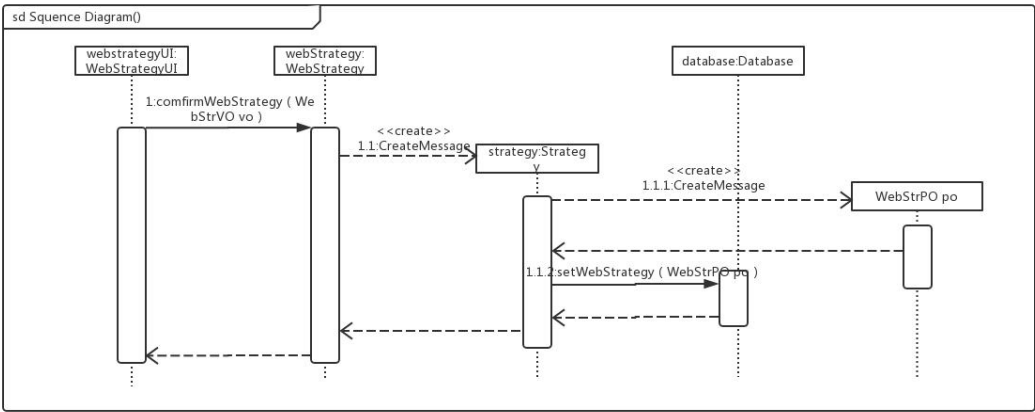 sd Squence Diagram()
webstrategyUI:
WebStrategyUI
webStrategy:
WebStrategy
database:Database
1:comfirmWebStrategy ( We
bStrVO vo )
<<create>>
1.1:CreateMessage
strategy:Strateg
y
<<create>>
1.1.1:CreateMessage
WebStrPO po
1.1.2:setWebStrategy ( WebStrPO po )